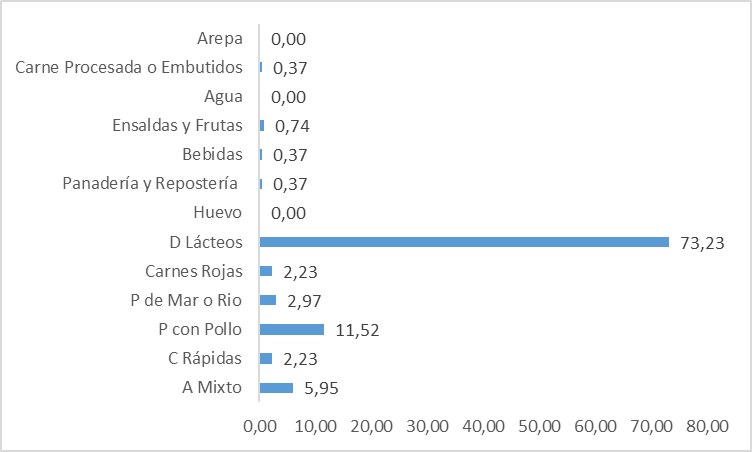 Arepa 0,00
Carne Procesada o Embutidos 0,37
Agua 0,00
Ensaldas y Frutas 0,74
Bebidas 0,37
Panadería y Repostería 0,37
Huevo 0,00
D Lácteos 73,23
Carnes Rojas 2,23
P de Mar o Rio 2,97
P con Pollo 11,52
C Rápidas 2,23
A Mixto 5,95
0,00 10,00 20,00 30,00 40,00 50,00 60,00 70,00 80,00